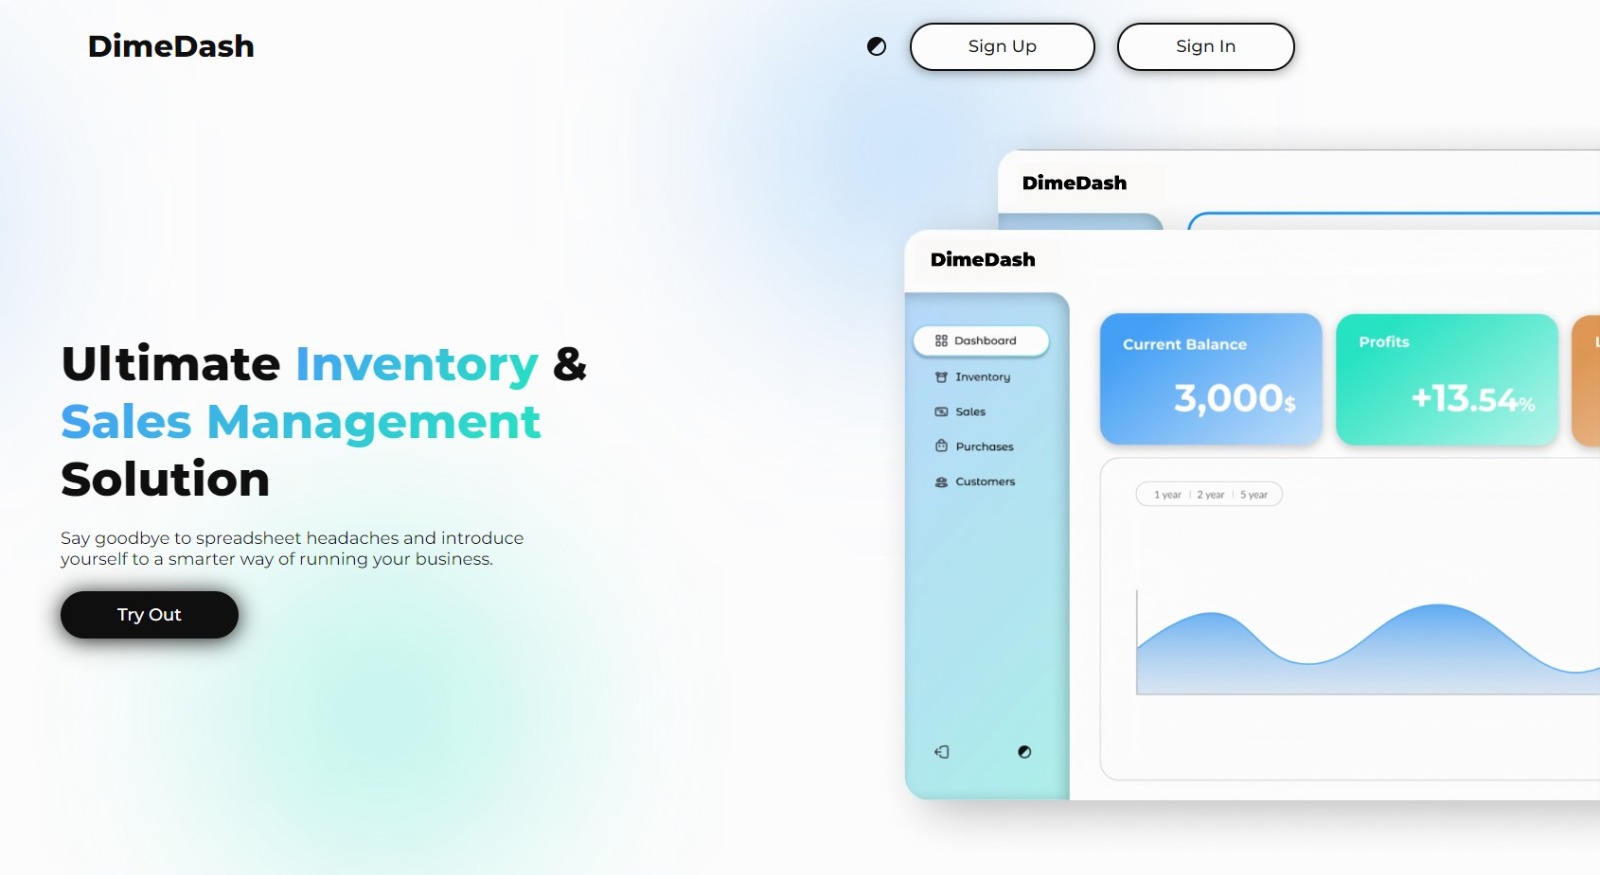 DimeDash
Sign Up
Sign In
DimeDash
DimeDash
Ultimate Inventory &
Sales Management
Solution
Say goodbye to spreadsheet headaches and introduce
yourself to a smarter way of running your business.
Try Out
Dashboard
Inventory
Sales
Purchases
Customers
Current Balance
3,000$
Profits
+13.54%
1 year | 2 year | 5 year